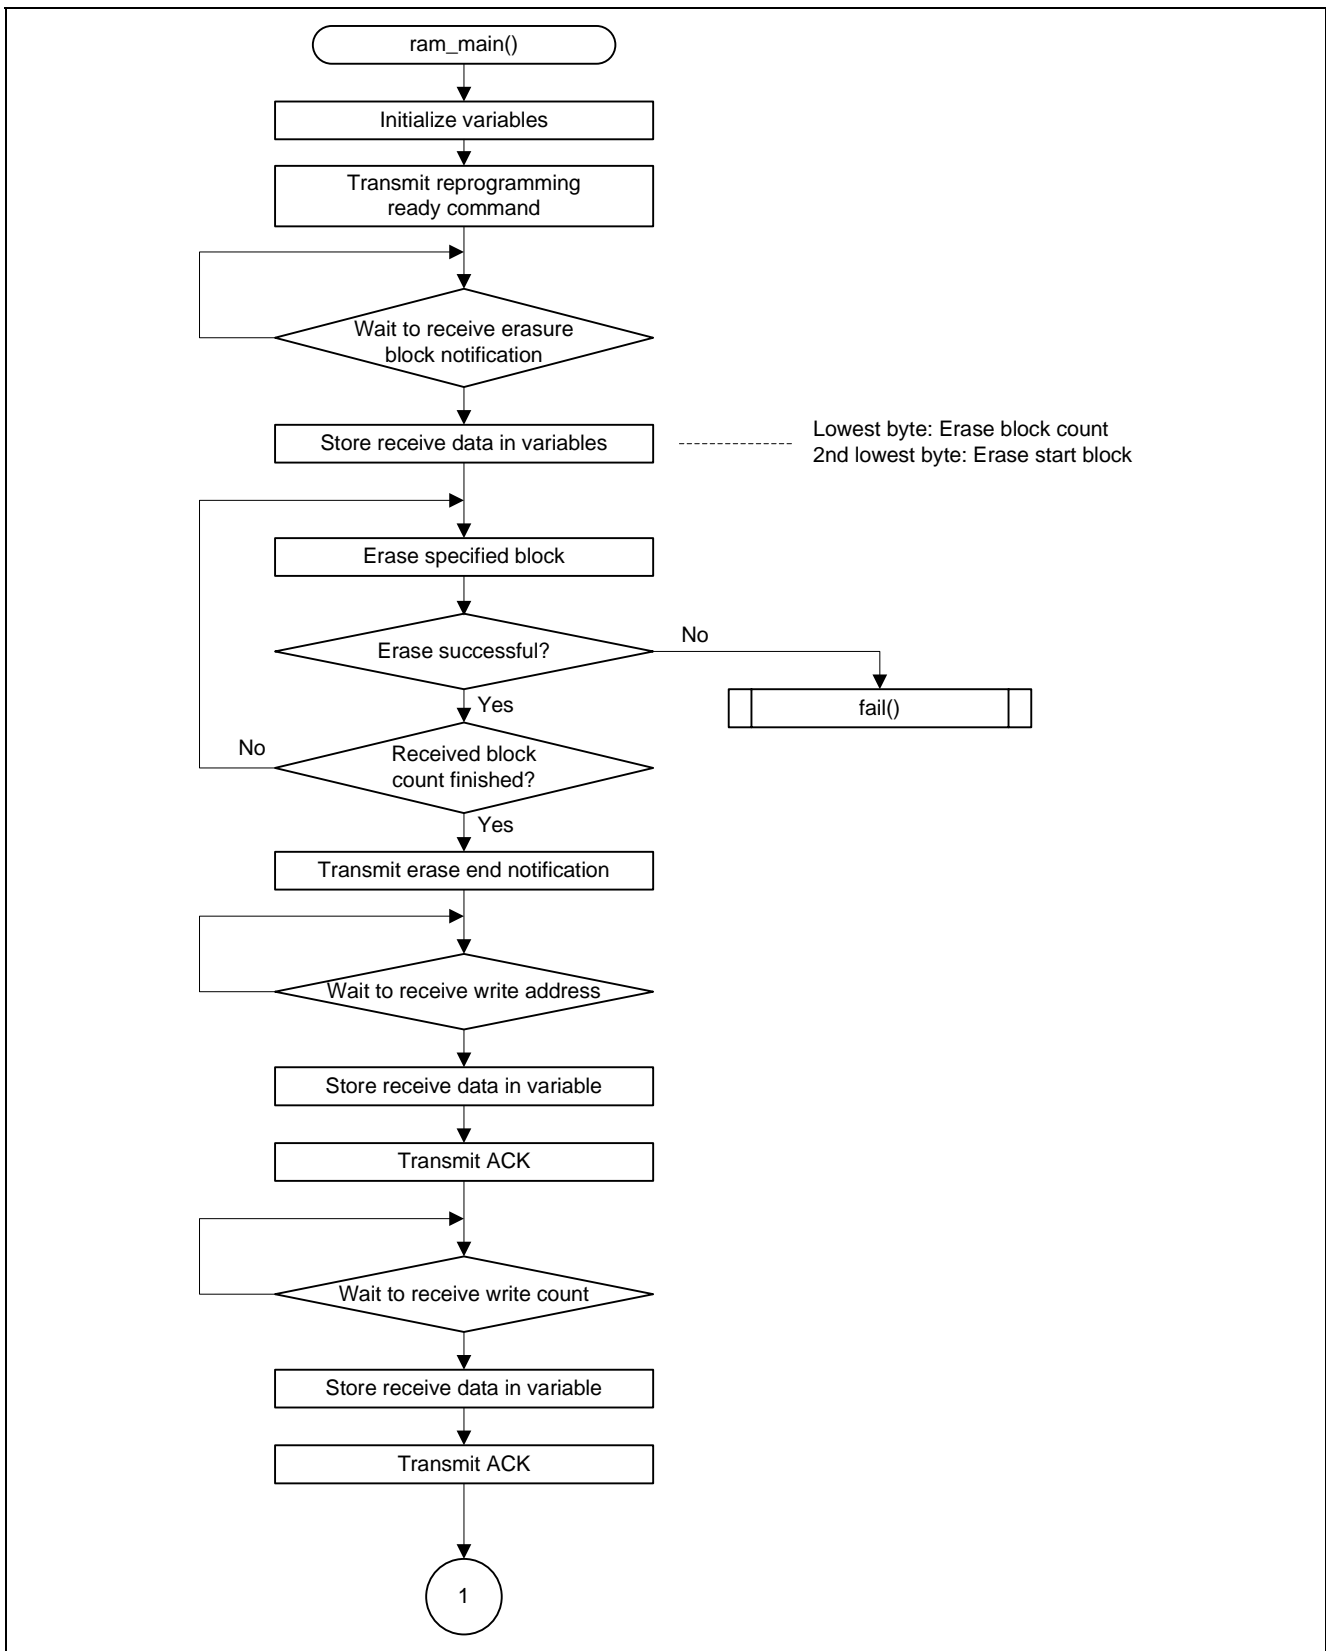 ram_main()
Initialize variables
Transmit reprogramming
ready command
Wait to receive erasure
block notification
Store receive data in variables
Lowest byte: Erase block count
2nd lowest byte: Erase start block
Erase specified block
Erase successful?
No
fail()
Yes
No
Received block
count finished?
Yes
Transmit erase end notification
Wait to receive write address
Store receive data in variable
Transmit ACK
Wait to receive write count
Store receive data in variable
Transmit ACK
1